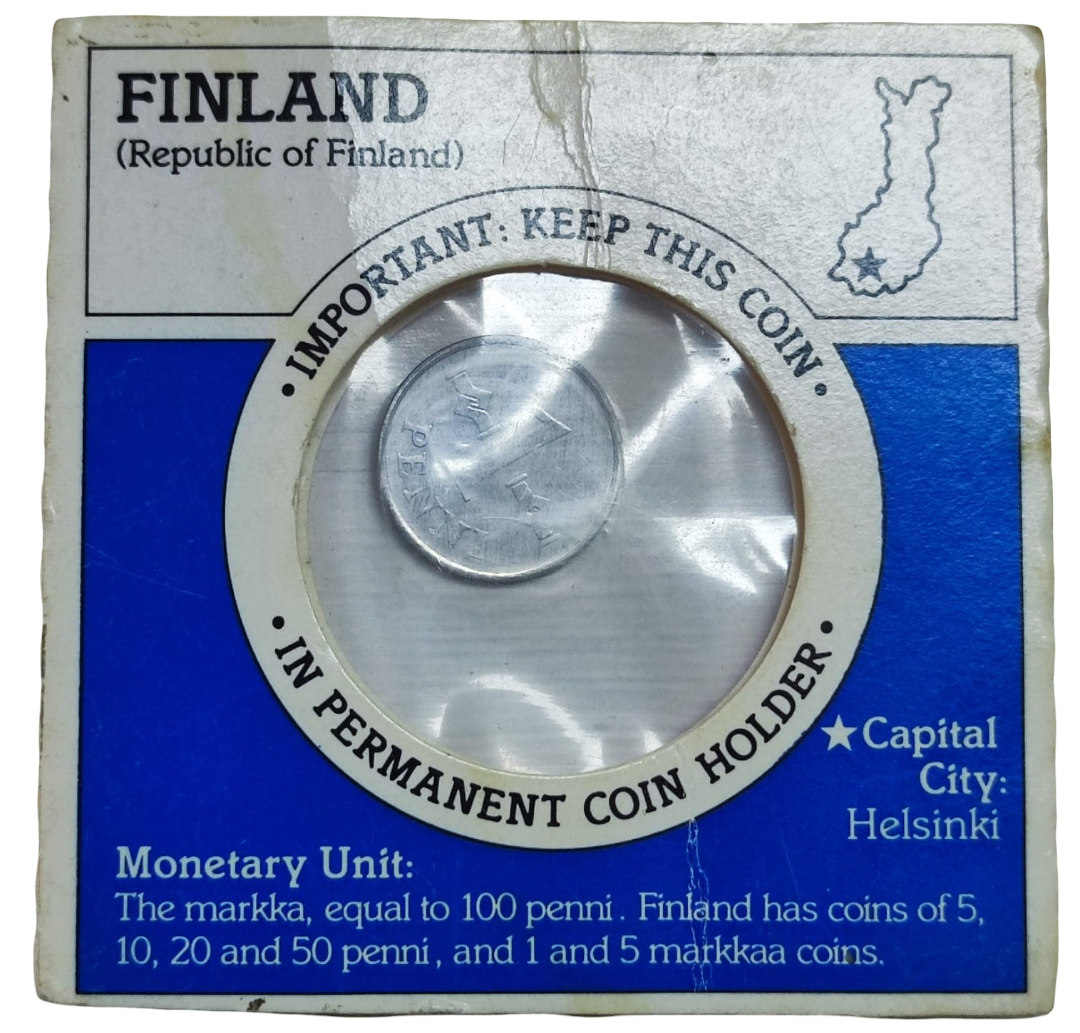 FINLAND
(Republic of Finland)
• IMPORTANT: KEEP THIS COIN •
1
PENNI
• IN PERMANENT COIN HOLDER •
★Capital
City:
Helsinki
Monetary Unit:
The markka, equal to 100 penni. Finland has coins of 5,
10, 20 and 50 penni, and 1 and 5 markkaa coins.